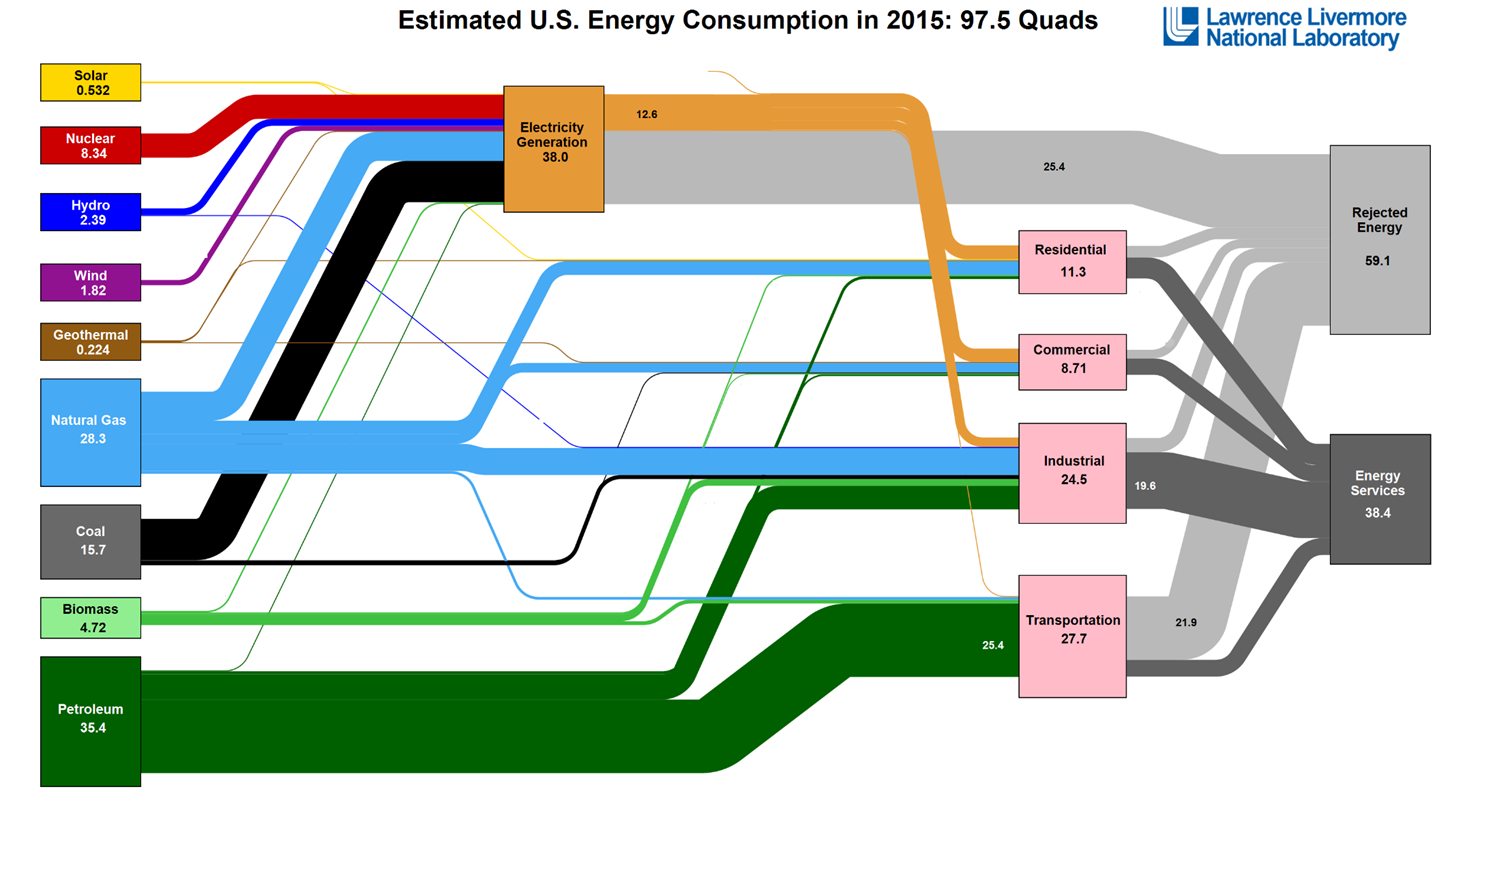 Estimated U.S. Energy Consumption in 2015: 97.5 Quads
Lawrence Livermore
National Laboratory
Solar
0.532
Nuclear
8.34
Hydro
2.39
Wind
1.82
Geothermal
0.224
Natural Gas
28.3
Coal
15.7
Biomass
4.72
Petroleum
35.4
Electricity
Generation
38.0
12.6
25.4
Residential
11.3
Commercial
8.71
Industrial
24.5
19.6
Transportation
27.7
25.4
21.9
Rejected
Energy
59.1
Energy
Services
38.4